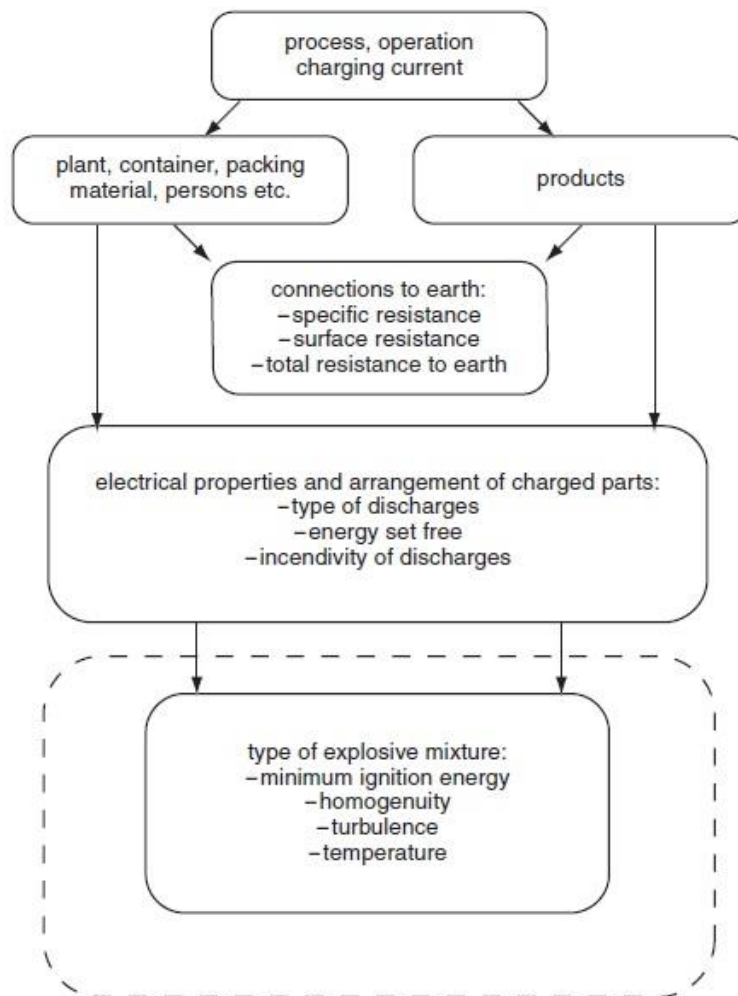 process, operation
charging current
plant, container, packing
material, persons etc.
products
connections to earth:
–specific resistance
–surface resistance
–total resistance to earth
electrical properties and arrangement of charged parts:
–type of discharges
–energy set free
–incendivity of discharges
type of explosive mixture:
–minimum ignition energy
–homogenuity
–turbulence
–temperature